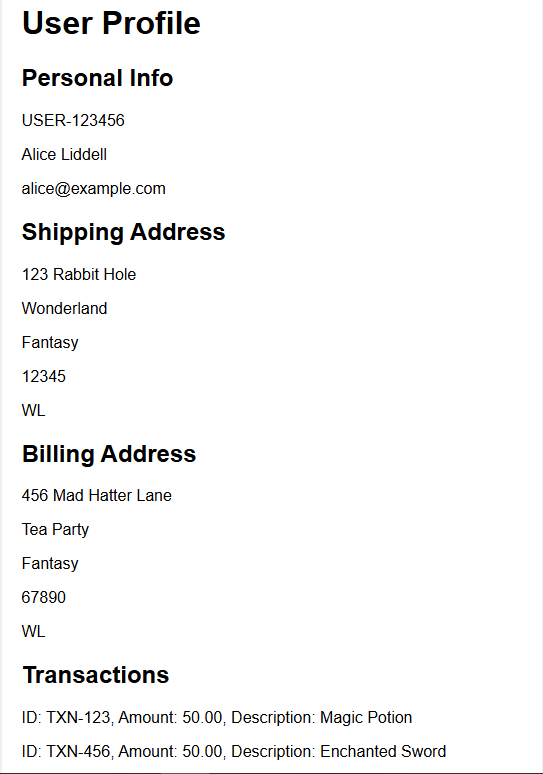 User Profile
Personal Info
USER-123456
Alice Liddell
alice@example.com
Shipping Address
123 Rabbit Hole
Wonderland
Fantasy
12345
WL
Billing Address
456 Mad Hatter Lane
Tea Party
Fantasy
67890
WL
Transactions
ID: TXN-123, Amount: 50.00, Description: Magic Potion
ID: TXN-456, Amount: 50.00, Description: Enchanted Sword